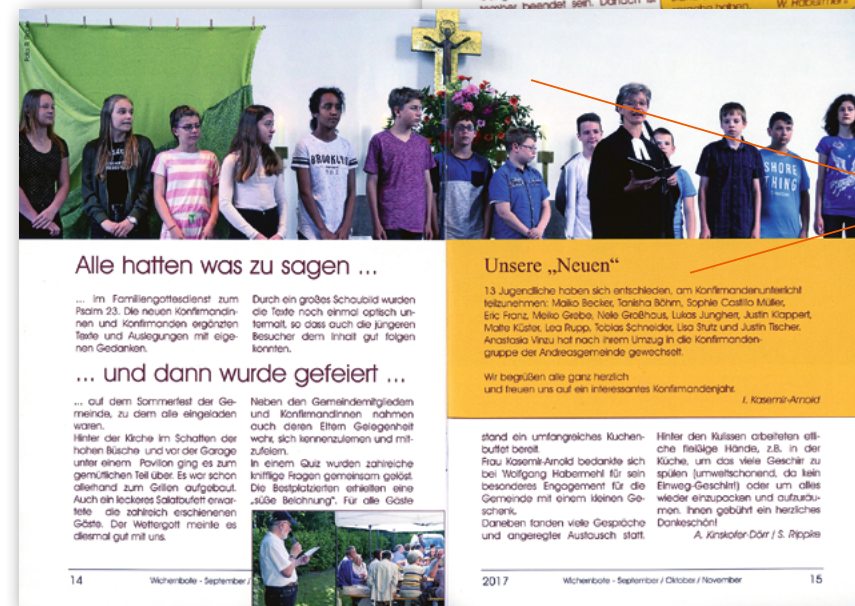 tember beendet sein. Danach ist
W. Habermehl
BROOKLYN
SHORE
THING
Alle hatten was zu sagen ...
... im Familiengottesdienst zum
Psalm 23. Die neuen Konfirmandin-
nen und Konfirmanden ergänzten
Texte und Auslegungen mit eige-
nen Gedanken.
Durch ein großes Schaubild wurden
die Texte noch einmal optisch un-
termalt, so dass auch die jüngeren
Besucher dem Inhalt gut folgen
konnten.
... und dann wurde gefeiert ...
... auf dem Sommerfest der Ge-
meinde, zu dem alle eingeladen
waren.
Hinter der Kirche im Schatten der
hohen Büsche und vor der Garage
unter einem Pavillon ging es zum
gemütlichen Teil über. Es war schon
allerhand zum Grillen aufgebaut.
Auch ein leckeres Salatbufett erwar-
tete die zahlreich erschienenen
Gäste. Der Wettergott meinte es
diesmal gut mit uns.
Neben den Gemeindemitgliedern
und KonfirmandInnen nahmen
auch deren Eltern Gelegenheit
wahr, sich kennenzulernen und mit-
zufeiern.
In einem Quiz wurden zahlreiche
knifflige Fragen gemeinsam gelöst.
Die Bestplatzierten erhielten eine
„süße Belohnung". Für alle Gäste
14
Wichernbote - September /
Unsere „Neuen“
13 Jugendliche haben sich entschieden, am Konfirmandenunterricht
teilzunehmen: Maiko Becker, Tanisha Böhm, Sophie Castillo Müller,
Eric Franz, Meiko Grebe, Nele Großhaus, Lukas Jungherr, Justin Klappert,
Malte Küster, Lea Rupp, Tobias Schneider, Lisa Stutz und Justin Tischer.
Anastasia Vinzu hat nach ihrem Umzug in die Konfirmanden-
gruppe der Andreasgemeinde gewechselt.
Wir begrüßen alle ganz herzlich
und freuen uns auf ein interessantes Konfirmandenjahr.
I. Kasemir-Arnold
stand ein umfangreiches Kuchen-
buffet bereit.
Frau Kasemir-Arnold bedankte sich
bei Wolfgang Habermehl für sein
besonderes Engagement für die
Gemeinde mit einem kleinen Ge-
schenk.
Daneben fanden viele Gespräche
und angeregter Austausch statt.
Hinter den Kulissen arbeiteten etli-
che fleißige Hände, z.B. in der
Küche, um das viele Geschirr zu
spülen (umweltschonend, da kein
Einweg-Geschirr!) oder um alles
wieder einzupacken und aufzuräu-
men. Ihnen gebührt ein herzliches
Dankeschön!
A. Kinskofer-Dörr / S. Rippke
2017
Wichernbote - September / Oktober / November
15